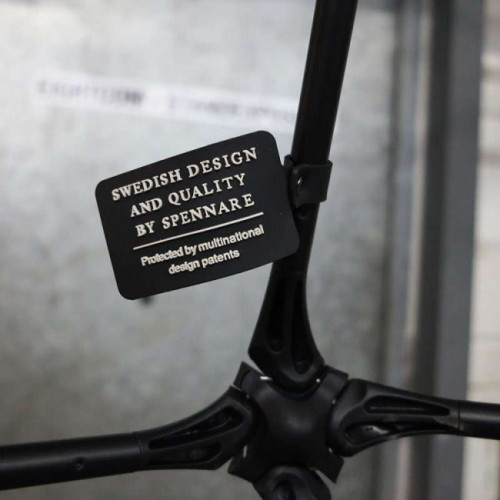 SWEDISH DESIGN
AND QUALITY
BY SPENNARE
Protected by multinational
design patents